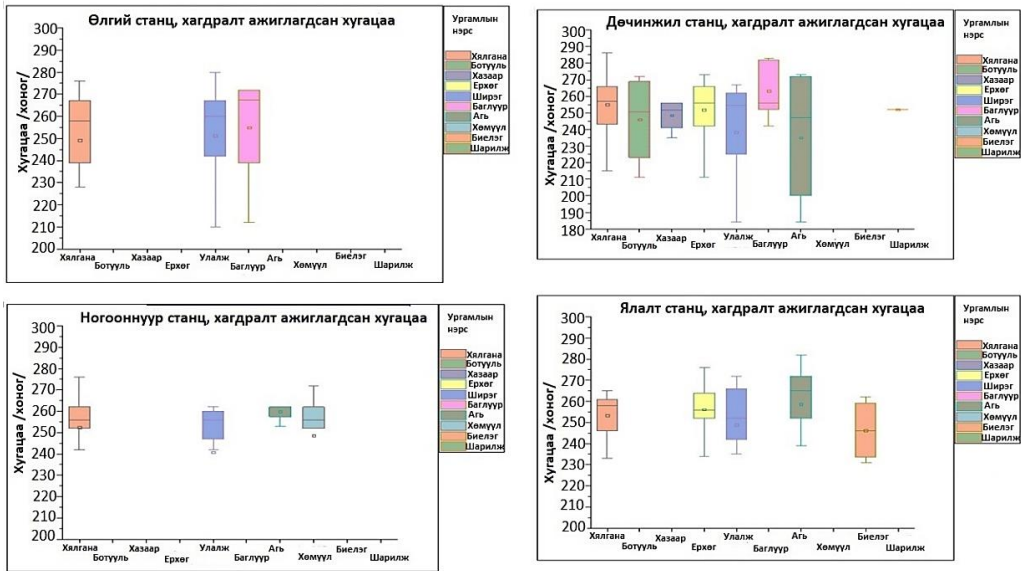 Өлгий станц, хагдралт ажиглагдсан хугацаа
Ургамлын
нэрс
Хялгана
Ботууль
Хазаар
Ерхөг
Ширэг
Баглуур
Агь
Хөмүүл
Биелэг
Шарилж
Хугацаа /хоног/
300
290
280
270
260
250
240
230
220
210
200
Хялгана
Ботууль
Хазаар
Ерхөг
Улалж
Баглуур
Агь
Хөмүүл
Биелэг
Шарилж
Дөчинжил станц, хагдралт ажиглагдсан хугацаа
Ургамлын
нэрс
Хялгана
Ботууль
Хазаар
Ерхөг
Ширэг
Баглуур
Агь
Хөмүүл
Биелэг
Шарилж
Хугацаа /хоног/
300
290
280
270
260
250
240
230
220
210
200
190
180
Хялгана
Ботууль
Хазаар
Ерхөг
Улалж
Баглуур
Агь
Хөмүүл
Биелэг
Шарилж
Ногооннуур станц, хагдралт ажиглагдсан хугацаа
Ургамлын
нэрс
Хялгана
Ботууль
Хазаар
Ерхөг
Ширэг
Баглуур
Агь
Хөмүүл
Биелэг
Шарилж
Хугацаа /хоног/
300
290
280
270
260
250
240
230
220
210
200
Хялгана
Ботууль
Хазаар
Ерхөг
Улалж
Баглуур
Агь
Хөмүүл
Биелэг
Шарилж
Ялалт станц, хагдралт ажиглагдсан хугацаа
Ургамлын
нэрс
Хялгана
Ботууль
Хазаар
Ерхөг
Ширэг
Баглуур
Агь
Хөмүүл
Биелэг
Шарилж
Хугацаа /хоног/
300
290
280
270
260
250
240
230
220
210
200
Хялгана
Ботууль
Хазаар
Ерхөг
Улалж
Баглуур
Агь
Хөмүүл
Биелэг
Шарилж